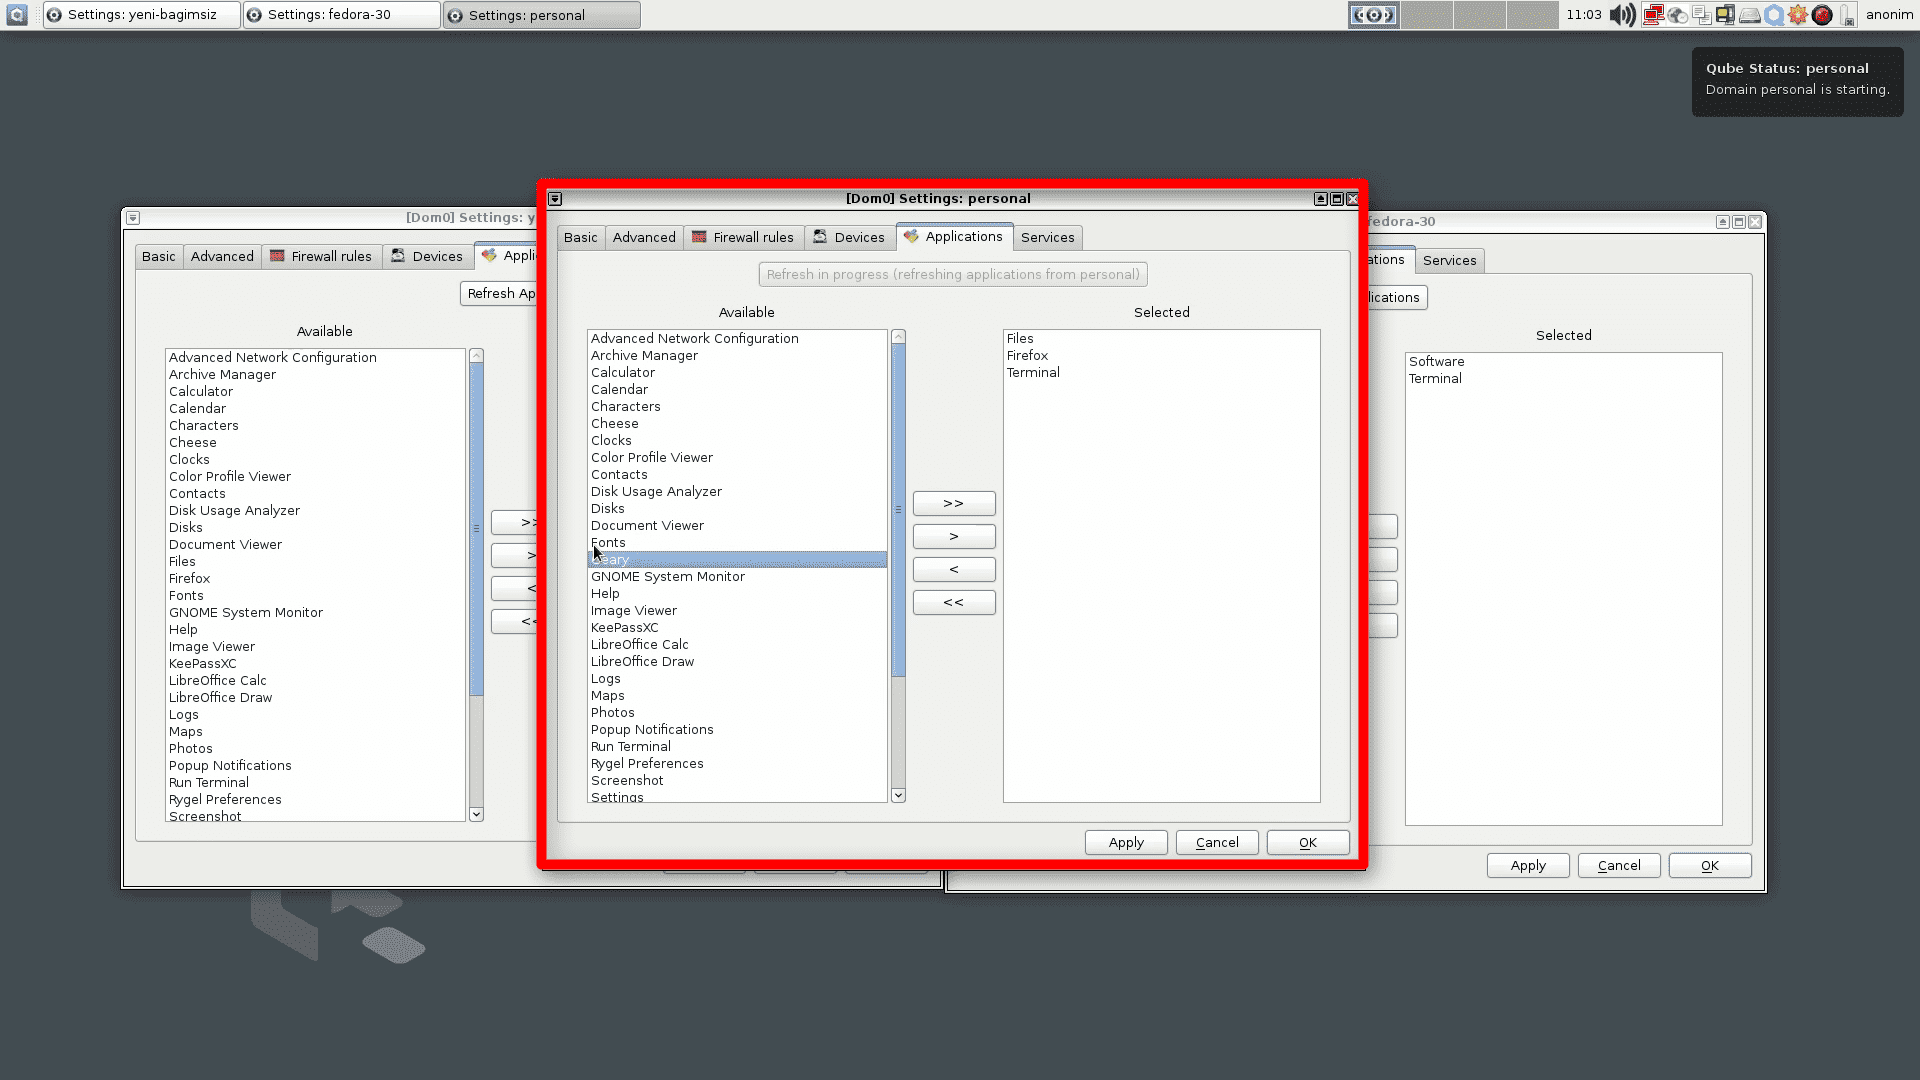 Settings: yeni-bagimsiz
Settings: fedora-30
Settings: personal
11:03
anonim
Qube Status: personal
Domain personal is starting.
[Dom0] Settings: y
Basic
Advanced
Firewall rules
Devices
Appli
Refresh Ap
Available
Advanced Network Configuration
Archive Manager
Calculator
Calendar
Characters
Cheese
Clocks
Color Profile Viewer
Contacts
Disk Usage Analyzer
Disks
Document Viewer
Files
Firefox
Fonts
GNOME System Monitor
Help
Image Viewer
KeePassXC
LibreOffice Calc
LibreOffice Draw
Logs
Maps
Photos
Popup Notifications
Run Terminal
Rygel Preferences
Screenshot
>>
>
<
<<
[Dom0] Settings: personal
Basic
Advanced
Firewall rules
Devices
Applications
Services
Refresh in progress (refreshing applications from personal)
Available
Advanced Network Configuration
Archive Manager
Calculator
Calendar
Characters
Cheese
Clocks
Color Profile Viewer
Contacts
Disk Usage Analyzer
Disks
Document Viewer
Fonts
Geary
GNOME System Monitor
Help
Image Viewer
KeePassXC
LibreOffice Calc
LibreOffice Draw
Logs
Maps
Photos
Popup Notifications
Run Terminal
Rygel Preferences
Screenshot
Settings
>>
>
<
<<
Selected
Files
Firefox
Terminal
Apply
Cancel
OK
fedora-30
ations
Services
lications
Selected
Software
Terminal
Apply
Cancel
OK